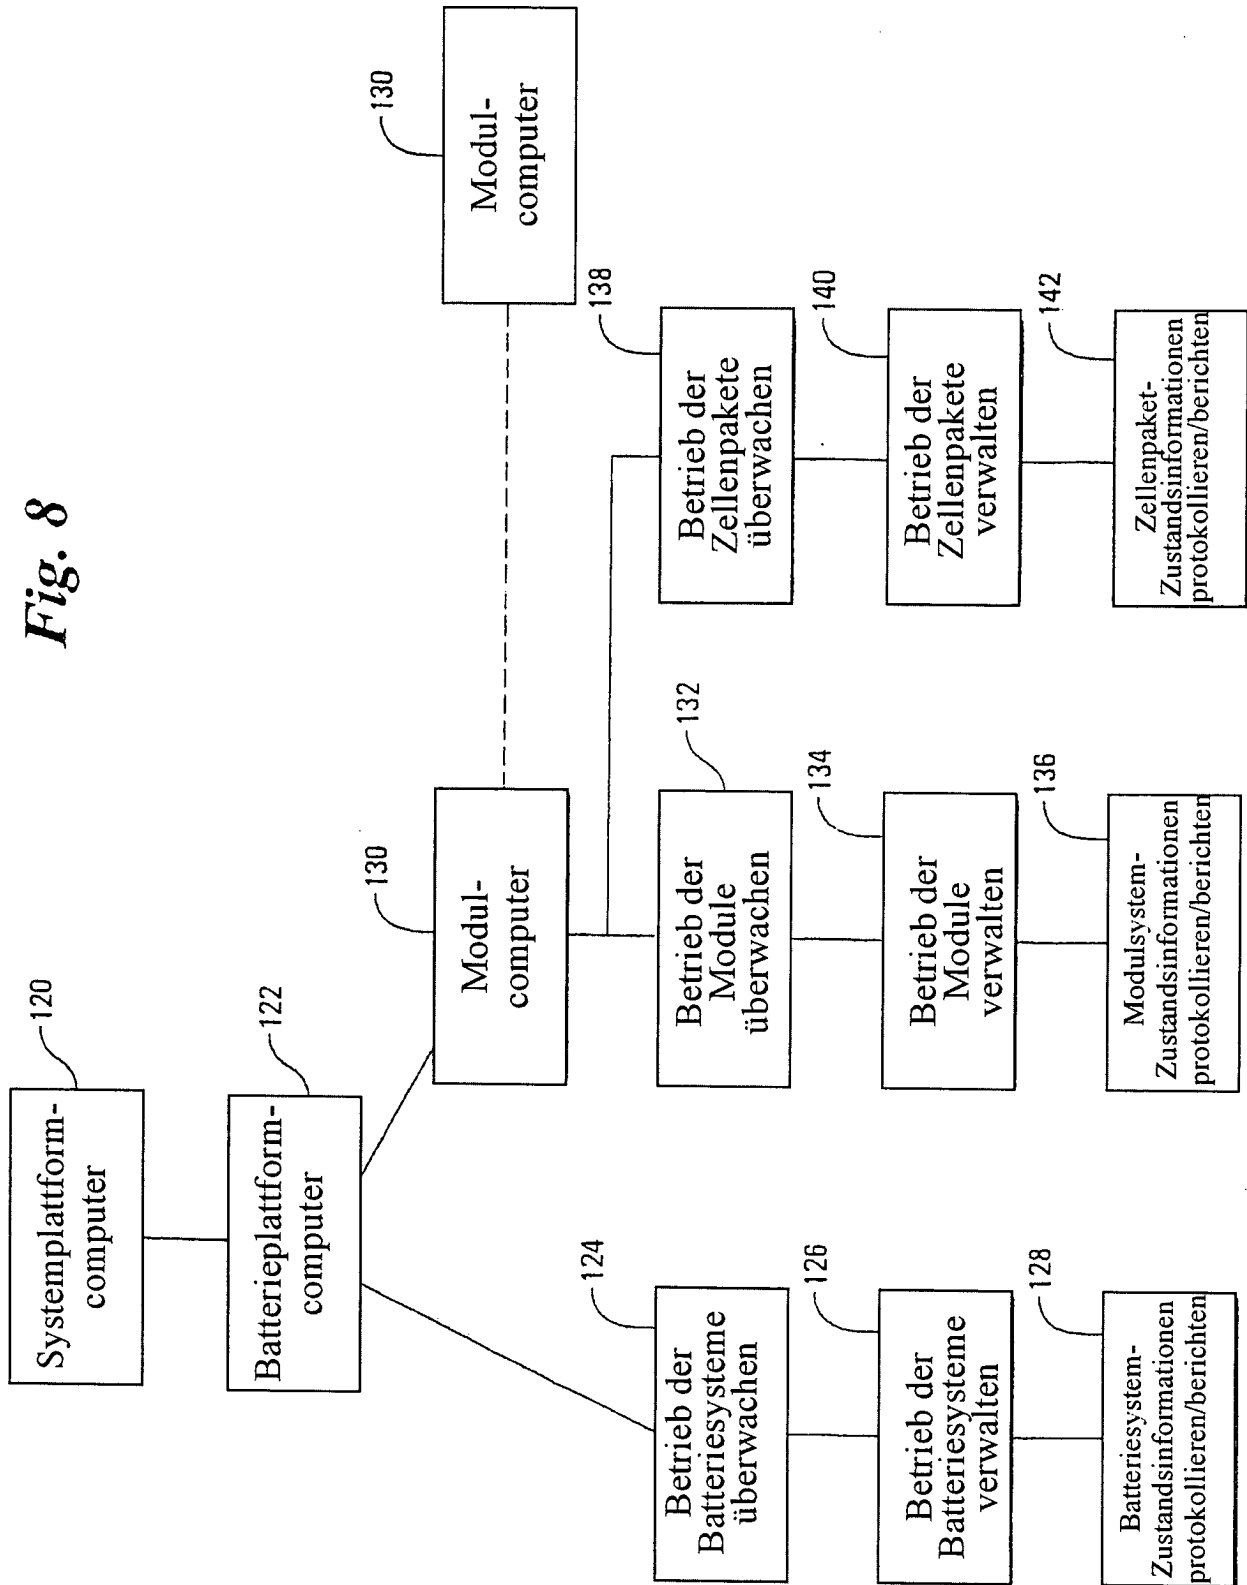 Fig. 8
120
Systemplattform-
computer
122
Batterieplattform-
computer
130
Modul-
computer
130
Modul-
computer
124
Betrieb der
Batteriesysteme
überwachen
132
Betrieb der
Module
überwachen
138
Betrieb der
Zellenpakete
überwachen
126
Betrieb der
Batteriesysteme
verwalten
134
Betrieb der
Module
verwalten
140
Betrieb der
Zellenpakete
verwalten
128
Batteriesystem-
Zustandsinformationen
protokollieren/berichten
136
Modulsystem-
Zustandsinformationen
protokollieren/berichten
142
Zellenpaket-
Zustandsinformationen
protokollieren/berichten